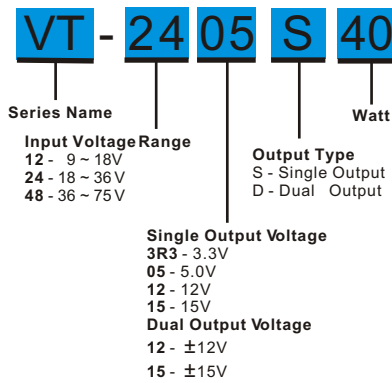 VT - 24 05 S 40
Series Name
Watt
Input Voltage Range
12 - 9 ~ 18V
24 - 18 ~ 36V
48 - 36 ~ 75V
Output Type
S - Single Output
D - Dual Output
Single Output Voltage
3R3 - 3.3V
05 - 5.0V
12 - 12V
15 - 15V
Dual Output Voltage
12 - ±12V
15 - ±15V